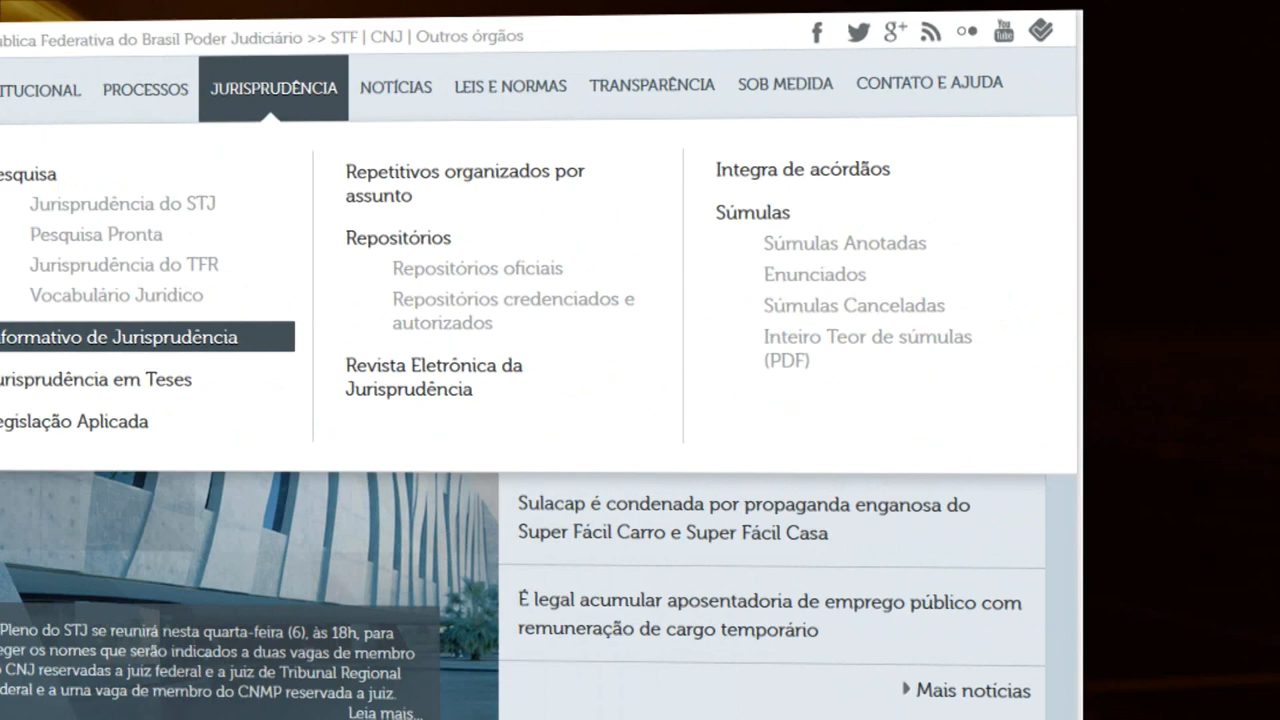 ública Federativa do Brasil Poder Judiciário >> STF | CNJ | Outros órgãos
g+
You
Tube
ITUCIONAL PROCESSOS JURISPRUDÊNCIA NOTÍCIAS LEIS E NORMAS TRANSPARÊNCIA SOB MEDIDA CONTATO E AJUDA
esquisa
Jurisprudência do STJ
Pesquisa Pronta
Jurisprudência do TFR
Vocabulário Jurídico
nformativo de Jurisprudência
urisprudência em Teses
egislação Aplicada
Repetitivos organizados por
assunto
Repositórios
Repositórios oficiais
Repositórios credenciados e
autorizados
Revista Eletrônica da
Jurisprudência
Integra de acórdãos
Súmulas
Súmulas Anotadas
Enunciados
Súmulas Canceladas
Inteiro Teor de súmulas
(PDF)
Pleno do STJ se reunirá nesta quarta-feira (6), às 18h, para
eger os nomes que serão indicados a duas vagas de membro
o CNJ reservadas a juiz federal e a juiz de Tribunal Regional
deral e a uma vaga de membro do CNMP reservada a juiz.
Leia mais...
Sulacap é condenada por propaganda enganosa do
Super Fácil Carro e Super Fácil Casa
É legal acumular aposentadoria de emprego público com
remuneração de cargo temporário
Mais notícias